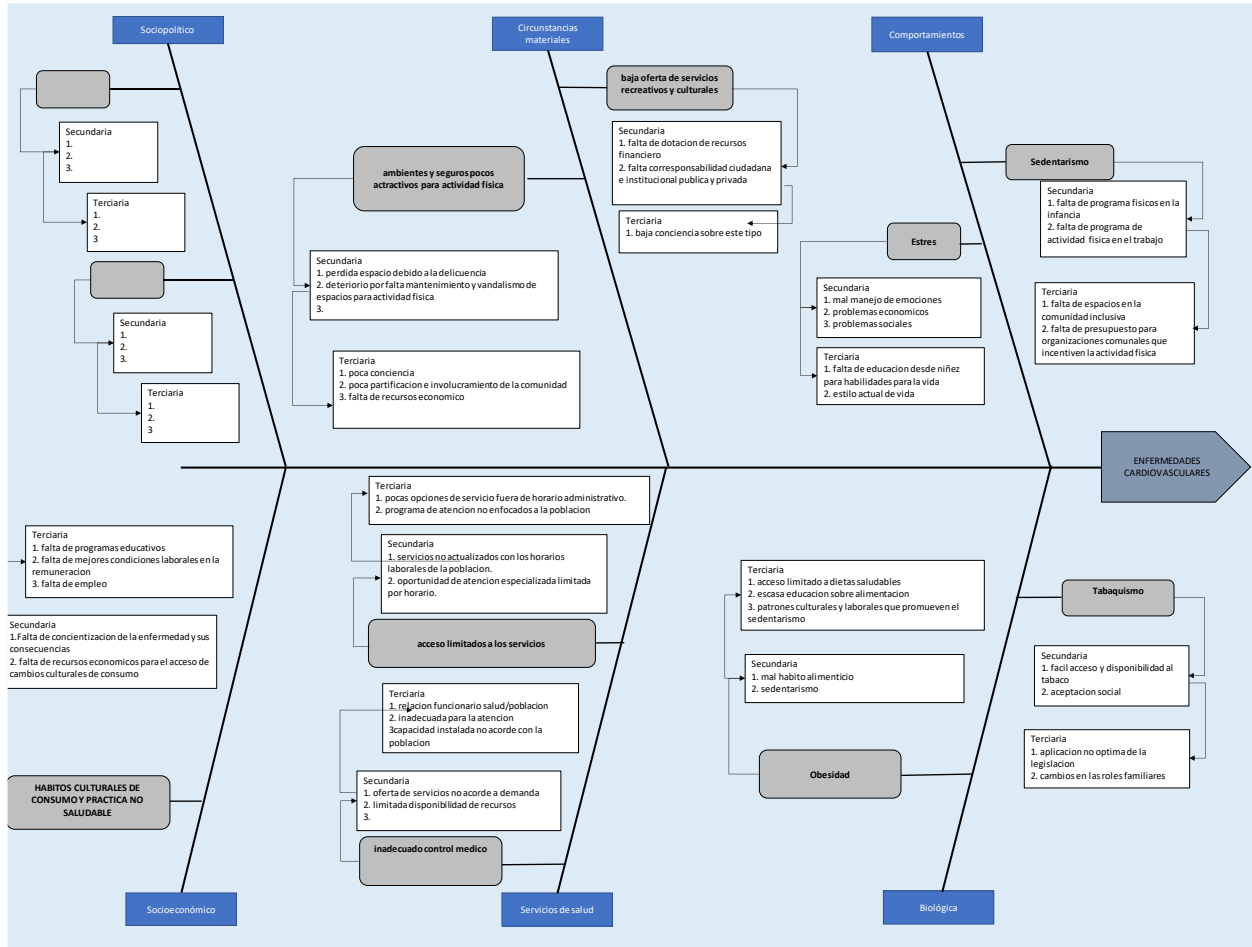 Sociopolítico
Circunstancias
materiales
Comportamientos
Secundaria
1.
2.
3.
Terciaria
1.
2.
3
Secundaria
1.
2.
3.
Terciaria
1.
2.
3
ambientes y seguros pocos
actractivos para actividad fisica
Secundaria
1. perdida espacio debido a la delicuencia
2. deterioro por falta mantenimiento y vandalismo de
espacios para actividad fisica
3.
Terciaria
1. poca conciencia
2. poca partificacion e involucramiento de la comunidad
3. falta de recursos economico
baja oferta de servicios
recreativos y culturales
Secundaria
1. falta de dotacion de recursos
financiero
2. falta corresponsabilidad ciudadana
e institucional publica y privada
Terciaria
1. baja conciencia sobre este tipo
Estres
Secundaria
1. mal manejo de emociones
2. problemas economicos
3. problemas sociales
Terciaria
1. falta de educacion desde niñez
para habilidades para la vida
2. estilo actual de vida
Sedentarismo
Secundaria
1. falta de programa fisicos en la
infancia
2. falta de programa de
actividad fisica en el trabajo
Terciaria
1. falta de espacios en la
comunidad inclusiva
2. falta de presupuesto para
organizaciones comunales que
incentiven la actividad fisica
ENFERMEDADES
CARDIOVASCULARES
Terciaria
1. falta de programas educativos
2. falta de mejores condiciones laborales en la
remuneracion
3. falta de empleo
Secundaria
1.Falta de concientizacion de la enfermedad y sus
consecuencias
2. falta de recursos economicos para el acceso de
cambios culturales de consumo
HABITOS CULTURALES DE
CONSUMO Y PRACTICA NO
SALUDABLE
Terciaria
1. pocas opciones de servicio fuera de horario administrativo.
2. programa de atencion no enfocados a la poblacion
Secundaria
1. servicios no actualizados con los horarios
laborales de la poblacion.
2. oportunidad de atencion especializada limitada
por horario.
acceso limitados a los servicios
Terciaria
1. relacion funcionario salud/poblacion
2. inadecuada para la atencion
3capacidad instalada no acorde con la
poblacion
Secundaria
1. oferta de servicios no acorde a demanda
2. limitada disponibilidad de recursos
3.
inadecuado control medico
Terciaria
1. acceso limitado a dietas saludables
2. escasa educacion sobre alimentacion
3. patrones culturales y laborales que promueven el
sedentarismo
Secundaria
1. mal habito alimenticio
2. sedentarismo
Obesidad
Tabaquismo
Secundaria
1. facil acceso y disponibilidad al
tabaco
2. aceptacion social
Terciaria
1. aplicacion no optima de la
legislacion
2. cambios en las roles familiares
Socioeconómico
Servicios de salud
Biológica